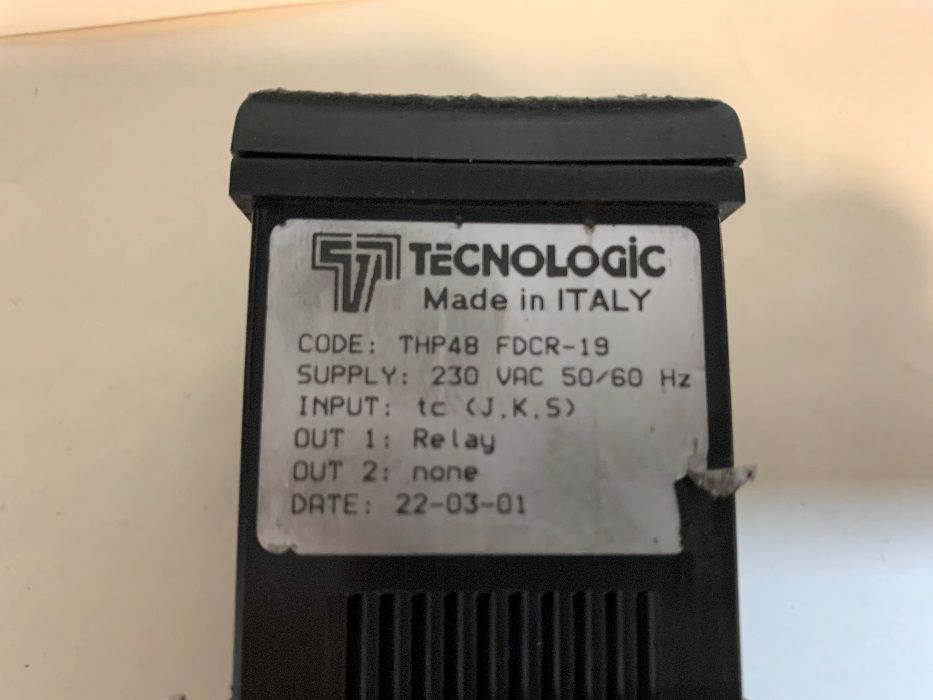 TECNOLOGIC
Made in ITALY
CODE: THP48 FDCR-19
SUPPLY: 230 VAC 50/60 Hz
INPUT: tc (J,K,S)
OUT 1: Relay
OUT 2: none
DATE: 22-03-01